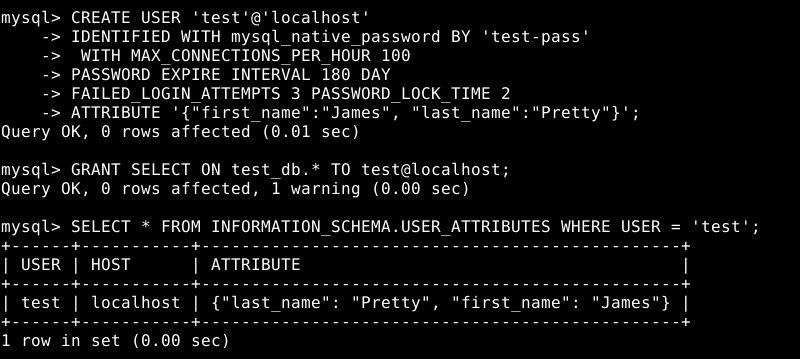 mysql> CREATE USER 'test'@'localhost'
    -> IDENTIFIED WITH mysql_native_password BY 'test-pass'
    ->  WITH MAX_CONNECTIONS_PER_HOUR 100
    -> PASSWORD EXPIRE INTERVAL 180 DAY
    -> FAILED_LOGIN_ATTEMPTS 3 PASSWORD_LOCK_TIME 2
    -> ATTRIBUTE '{"first_name":"James", "last_name":"Pretty"}';
Query OK, 0 rows affected (0.01 sec)

mysql> GRANT SELECT ON test_db.* TO test@localhost;
Query OK, 0 rows affected, 1 warning (0.00 sec)

mysql> SELECT * FROM INFORMATION_SCHEMA.USER_ATTRIBUTES WHERE USER = 'test';
+------+-----------+------------------------------------------------+
| USER | HOST      | ATTRIBUTE                                      |
+------+-----------+------------------------------------------------+
| test | localhost | {"last_name": "Pretty", "first_name": "James"} |
+------+-----------+------------------------------------------------+
1 row in set (0.00 sec)